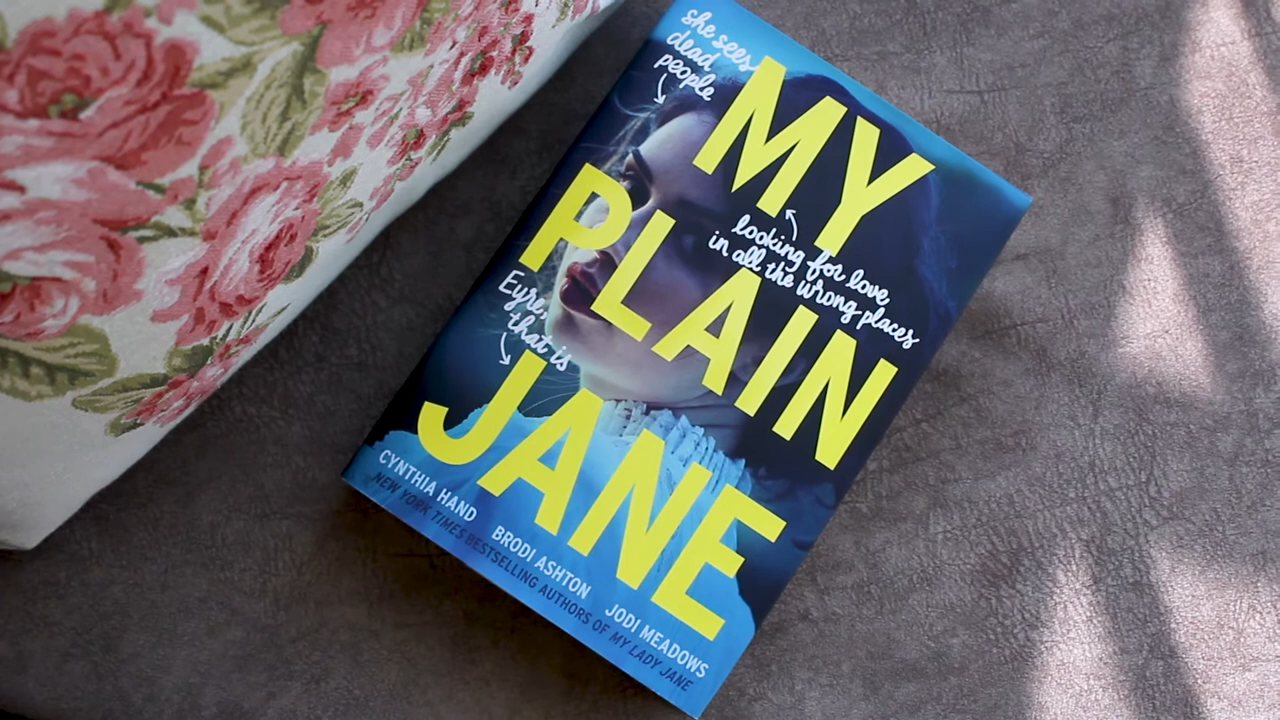 she sees
dead
people
MY
looking for love
in all the wrong places
PLAIN
Eyre,
that is
JANE
CYNTHIA HAND BRODI ASHTON JODI MEADOWS
NEW YORK TIMES BESTSELLING AUTHORS OF MY LADY JANE